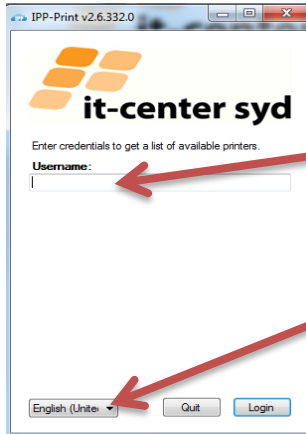 IPP-Print v2.6.332.0
it-center syd
Enter credentials to get a list of available printers.
Username:
English (Unite
Quit
Login